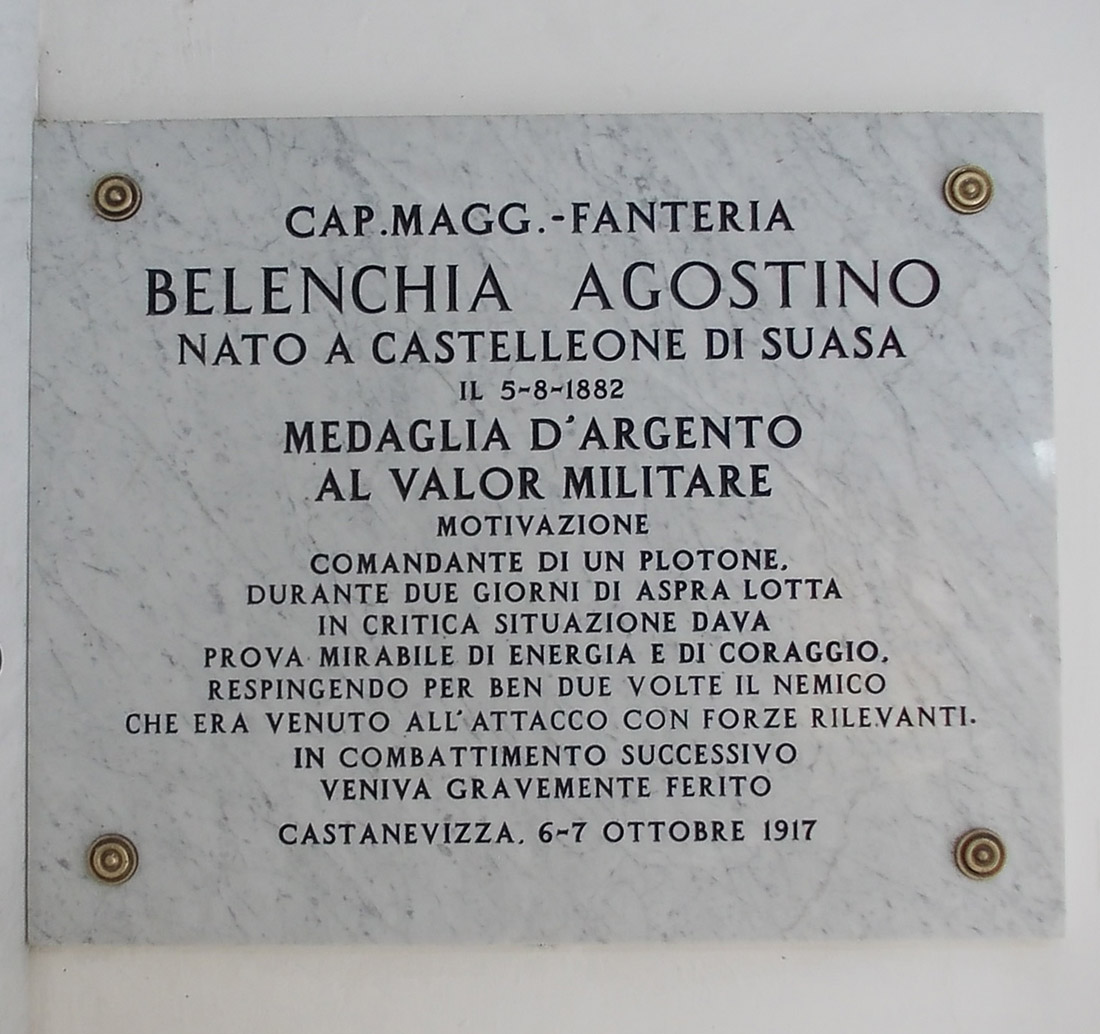 CAP.MAGG.-FANTERIA
BELENCHIA AGOSTINO
NATO A CASTELLEONE DI SUASA
IL 5-8-1882
MEDAGLIA D'ARGENTO
AL VALOR MILITARE
MOTIVAZIONE
COMANDANTE DI UN PLOTONE,
DURANTE DUE GIORNI DI ASPRA LOTTA
IN CRITICA SITUAZIONE DAVA
PROVA MIRABILE DI ENERGIA E DI CORAGGIO,
RESPINGENDO PER BEN DUE VOLTE IL NEMICO
CHE ERA VENUTO ALL'ATTACCO CON FORZE RILEVANTI.
IN COMBATTIMENTO SUCCESSIVO
VENIVA GRAVEMENTE FERITO
CASTANEVIZZA, 6-7 OTTOBRE 1917